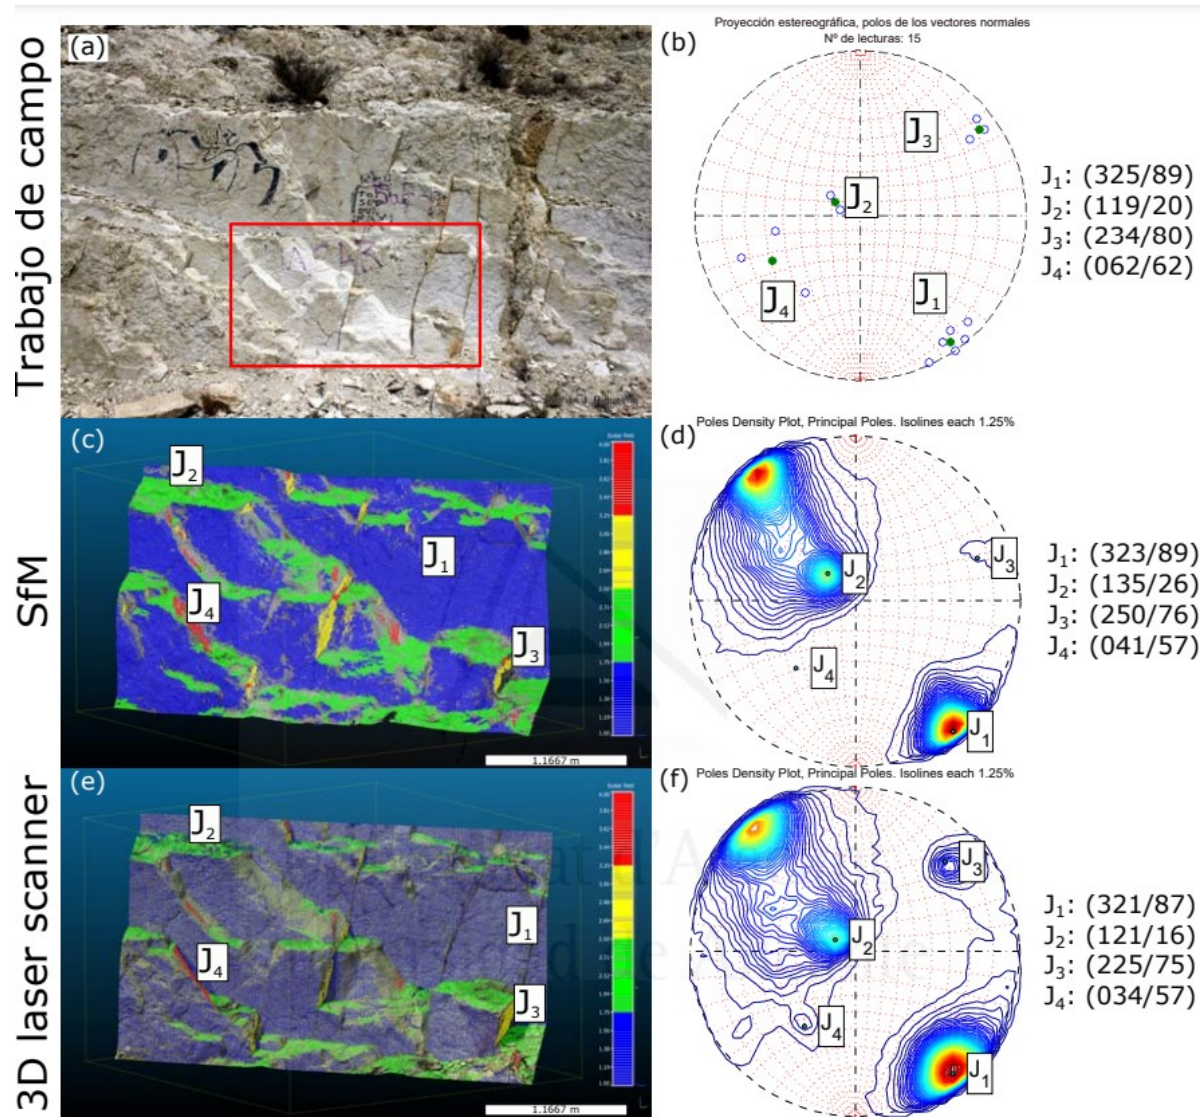 Trabajo de campo
(a)
(b)
Proyección estereográfica, polos de los vectores normales
Nº de lecturas: 15
J3
J2
J4
J1
J1: (325/89)
J2: (119/20)
J3: (234/80)
J4: (062/62)
SfM
(c)
J2
J1
J4
J3
1.1667 m
(d)
Poles Density Plot, Principal Poles. Isolines each 1.25%
J3
J2
J4
J1
J1: (323/89)
J2: (135/26)
J3: (250/76)
J4: (041/57)
3D laser scanner
(e)
J2
J1
J4
J3
1.1667 m
(f)
Poles Density Plot, Principal Poles. Isolines each 1.25%
J3
J2
J4
J1
J1: (321/87)
J2: (121/16)
J3: (225/75)
J4: (034/57)